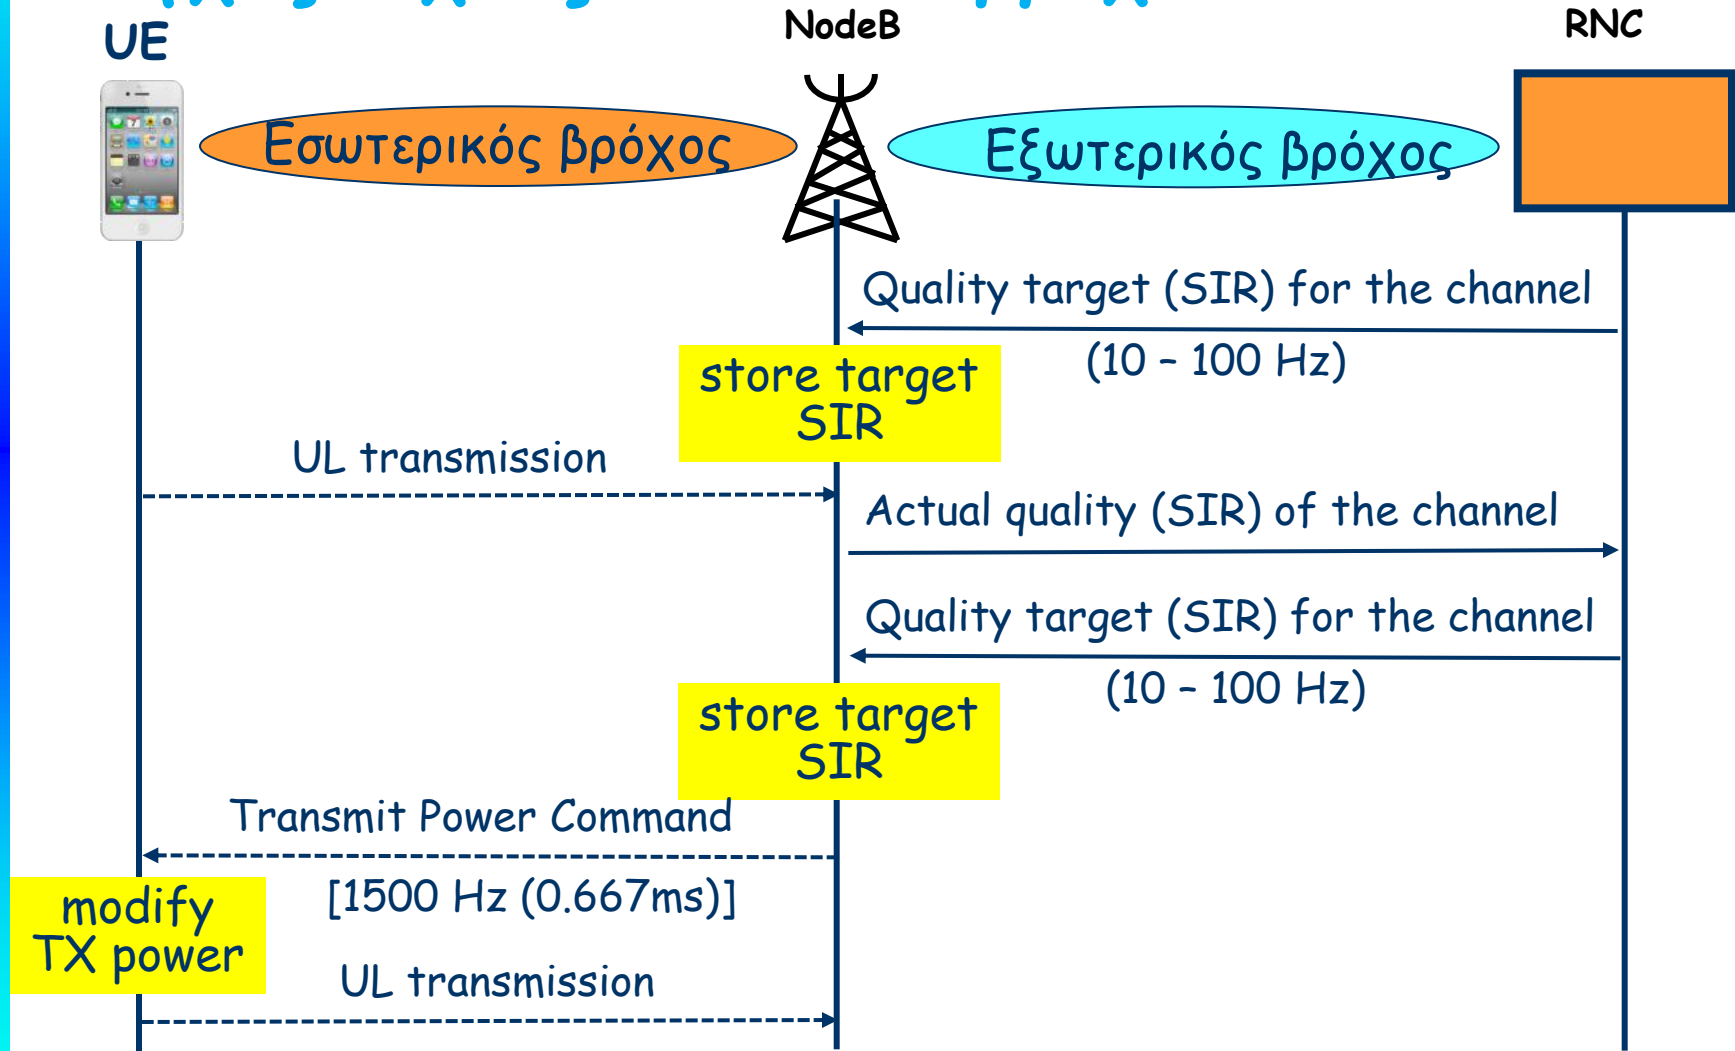 UE
NodeB
RNC
Εσωτερικός βρόχος
Εξωτερικός βρόχος
Quality target (SIR) for the channel
(10 – 100 Hz)
store target
SIR
UL transmission
Actual quality (SIR) of the channel
Quality target (SIR) for the channel
(10 – 100 Hz)
store target
SIR
Transmit Power Command
[1500 Hz (0.667ms)]
modify
TX power
UL transmission